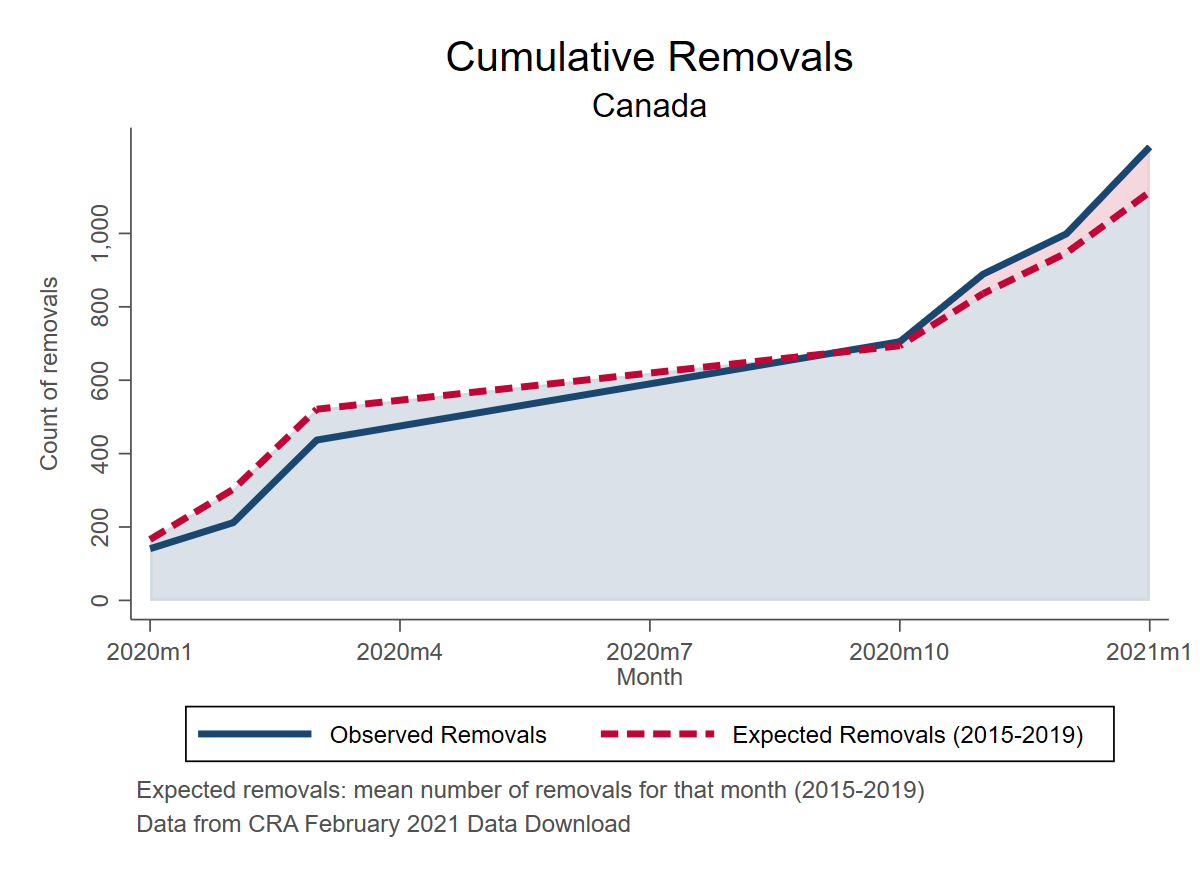 Cumulative Removals
Canada
Count of removals
1,000
800
600
400
200
0
2020m1 2020m4 2020m7 2020m10 2021m1
Month
Observed Removals Expected Removals (2015-2019)
Expected removals: mean number of removals for that month (2015-2019)
Data from CRA February 2021 Data Download